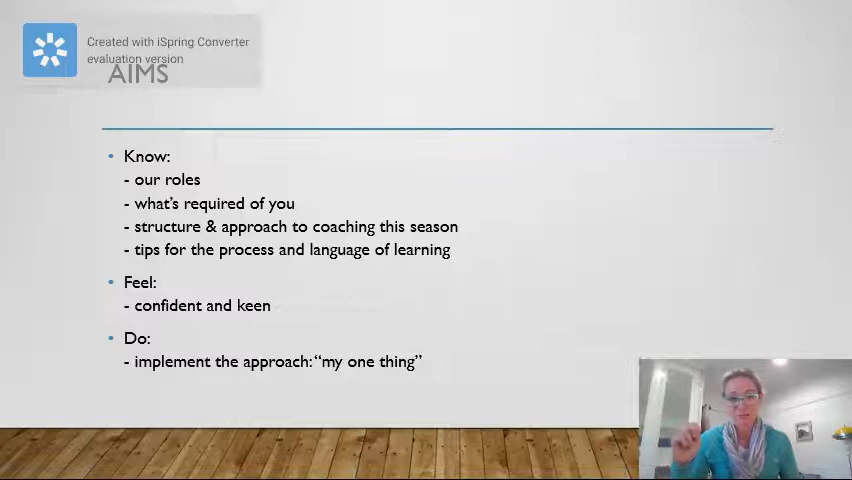 Created with iSpring Converter
evaluation version
AIMS
• Know:
- our roles
- what's required of you
- structure & approach to coaching this season
- tips for the process and language of learning
• Feel:
- confident and keen
• Do:
- implement the approach: “my one thing”